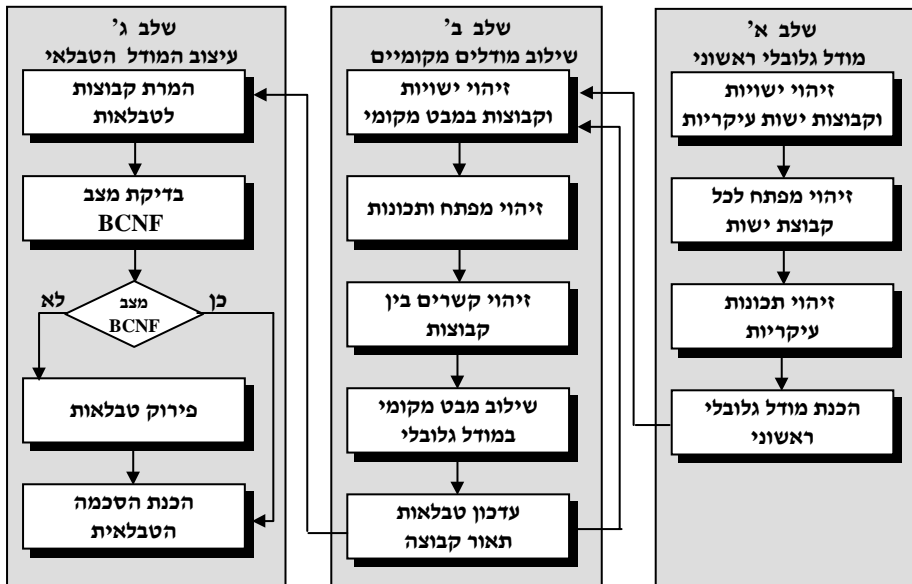 שלב א'
מודל גלובלי ראשוני
זיהוי ישויות
וקבוצות ישות עיקריות
זיהוי מפתח לכל
קבוצת ישות
זיהוי תכונות
עיקריות
הכנת מודל גלובלי
ראשוני
שלב ב'
שילוב מודלים מקומיים
זיהוי ישויות
וקבוצות במבט מקומי
זיהוי מפתח ותכונות
זיהוי קשרים בין
קבוצות
שילוב מבט מקומי
במודל גלובלי
עדכון טבלאות
תאור קבוצה
שלב ג'
עיצוב המודל הטבלאי
המרת קבוצות
לטבלאות
בדיקת מצב
BCNF
מצב
BCNF
כן
לא
פירוק טבלאות
הכנת הסכמה
הטבלאית